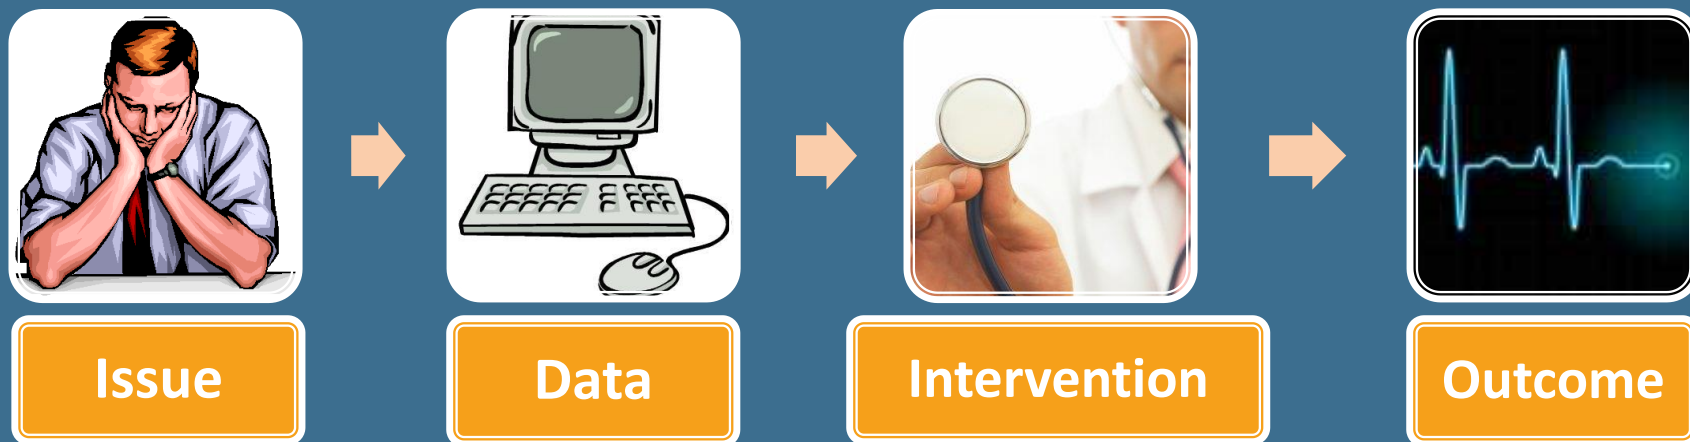 Issue
Data
Intervention
Outcome